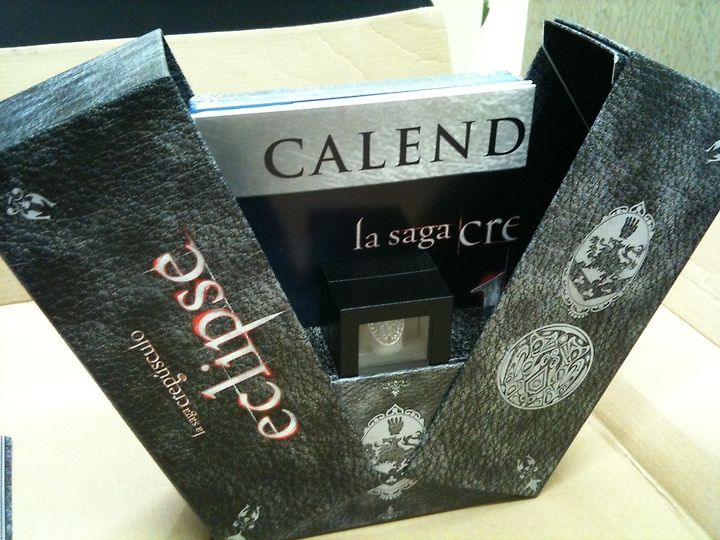 CALEND
la saga cre
eclipse
la saga crepúsculo